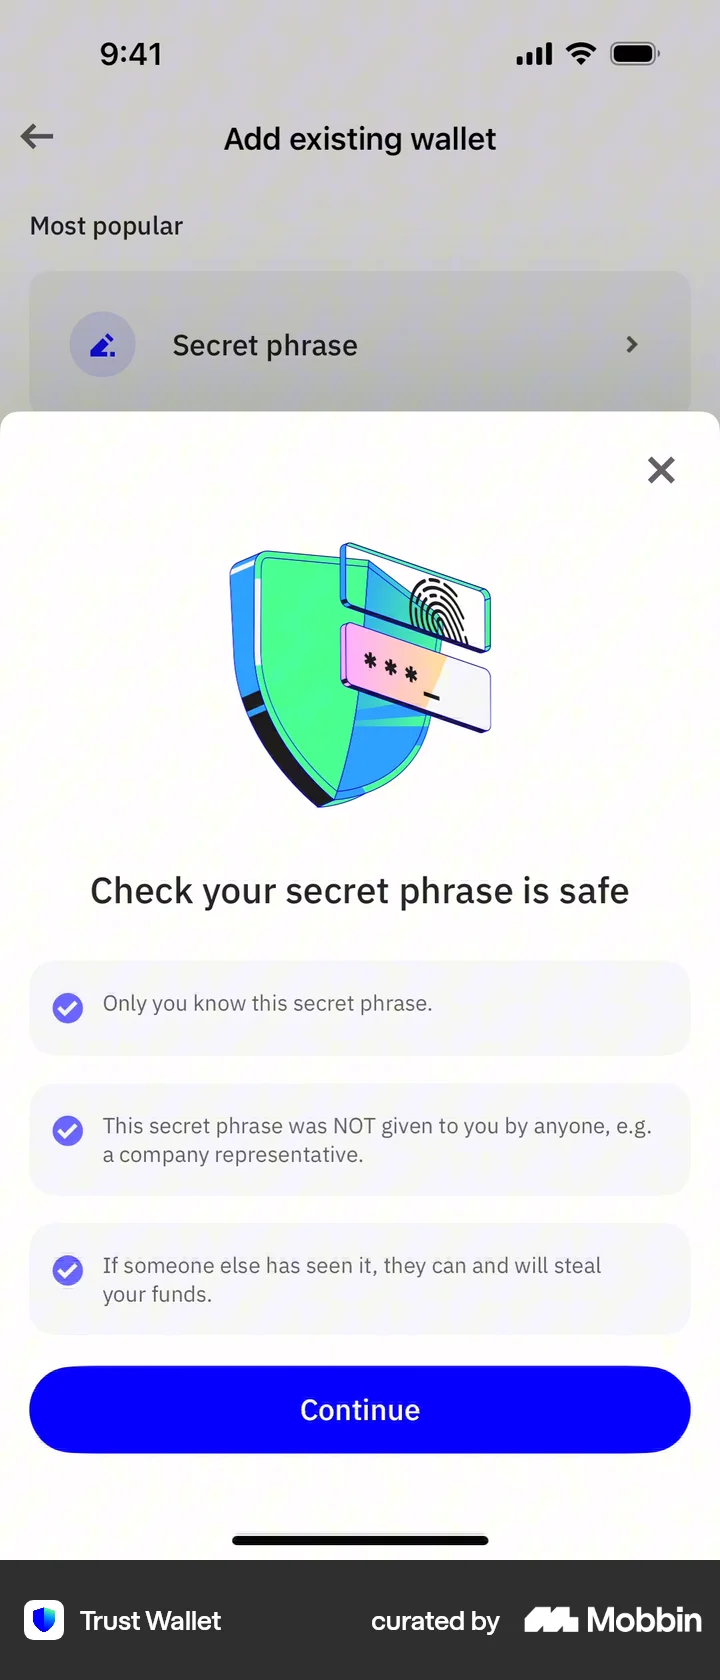 9:41
Add existing wallet
Most popular
Secret phrase
***_
Check your secret phrase is safe
Only you know this secret phrase.
This secret phrase was NOT given to you by anyone, e.g.
a company representative.
If someone else has seen it, they can and will steal
your funds.
Continue
Trust Wallet
curated by Mobbin